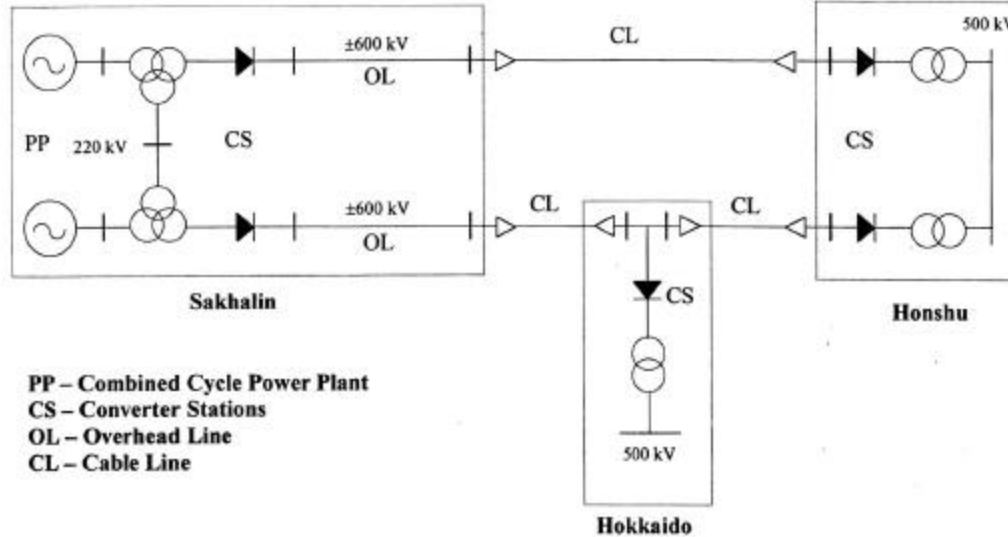 500 kV
±600 kV
CL
OL
PP
220 kV
CS
CS
±600 kV
CL
CL
OL
CS
Sakhalin
Honshu
PP – Combined Cycle Power Plant
CS – Converter Stations
OL – Overhead Line
CL – Cable Line
500 kV
Hokkaido